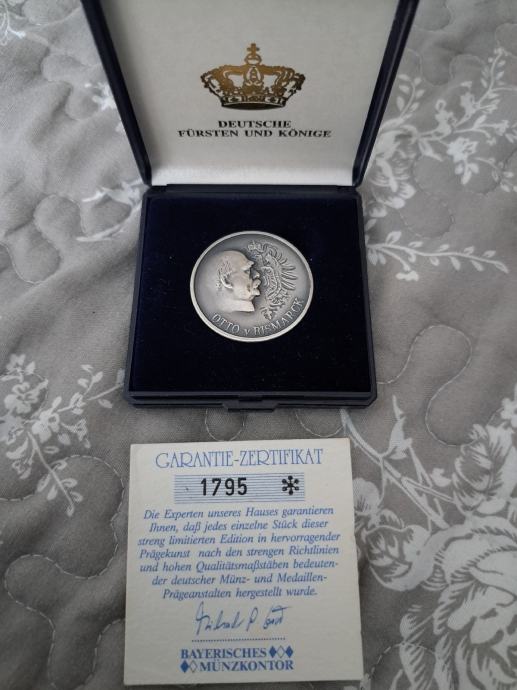 DEUTSCHE
FÜRSTEN UND KÖNIGE
OTTO v. BISMARCK
GARANTIE-ZERTIFIKAT
1795 *
Die Experten unseres Hauses garantieren
Ihnen, daß jedes einzelne Stück dieser
streng limitierten Edition in hervorragender
Prägekunst nach den strengen Richtlinien
und hohen Qualitätsmaßstäben bedeuten-
der deutscher Münz- und Medaillen-
Prägeanstalten hergestellt wurde.
BAYERISCHES
MÜNZKONTOR